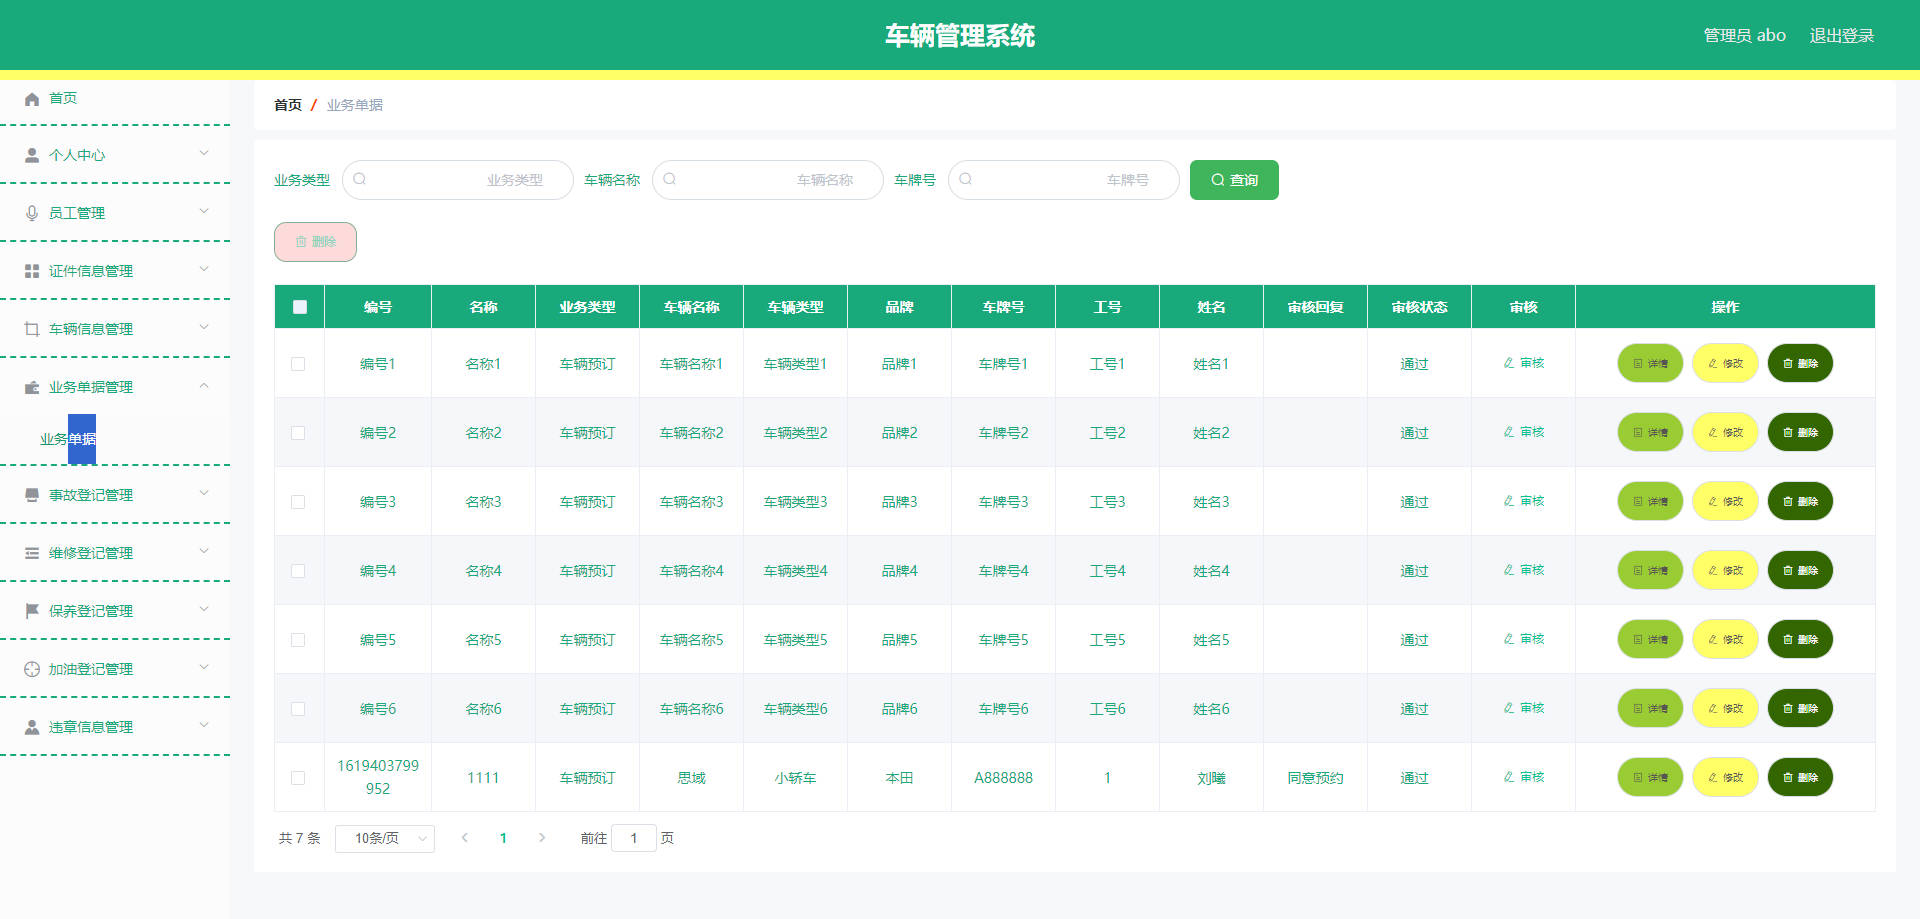 车辆管理系统
管理员 abo 退出登录
首页
个人中心
员工管理
证件信息管理
车辆信息管理
业务单据管理
业务单据
事故登记管理
维修登记管理
保养登记管理
加油登记管理
违章信息管理
首页 / 业务单据
业务类型 业务类型 车辆名称 车辆名称 车牌号 车牌号 查询
删除
编号 名称 业务类型 车辆名称 车辆类型 品牌 车牌号 工号 姓名 审核回复 审核状态 审核 操作
编号1 名称1 车辆预订 车辆名称1 车辆类型1 品牌1 车牌号1 工号1 姓名1 通过 审核 详情 修改 删除
编号2 名称2 车辆预订 车辆名称2 车辆类型2 品牌2 车牌号2 工号2 姓名2 通过 审核 详情 修改 删除
编号3 名称3 车辆预订 车辆名称3 车辆类型3 品牌3 车牌号3 工号3 姓名3 通过 审核 详情 修改 删除
编号4 名称4 车辆预订 车辆名称4 车辆类型4 品牌4 车牌号4 工号4 姓名4 通过 审核 详情 修改 删除
编号5 名称5 车辆预订 车辆名称5 车辆类型5 品牌5 车牌号5 工号5 姓名5 通过 审核 详情 修改 删除
编号6 名称6 车辆预订 车辆名称6 车辆类型6 品牌6 车牌号6 工号6 姓名6 通过 审核 详情 修改 删除
1619403799
952 1111 车辆预订 思域 小轿车 本田 A888888 1 刘曦 同意预约 通过 审核 详情 修改 删除
共 7 条 10条/页 1 前往 1 页